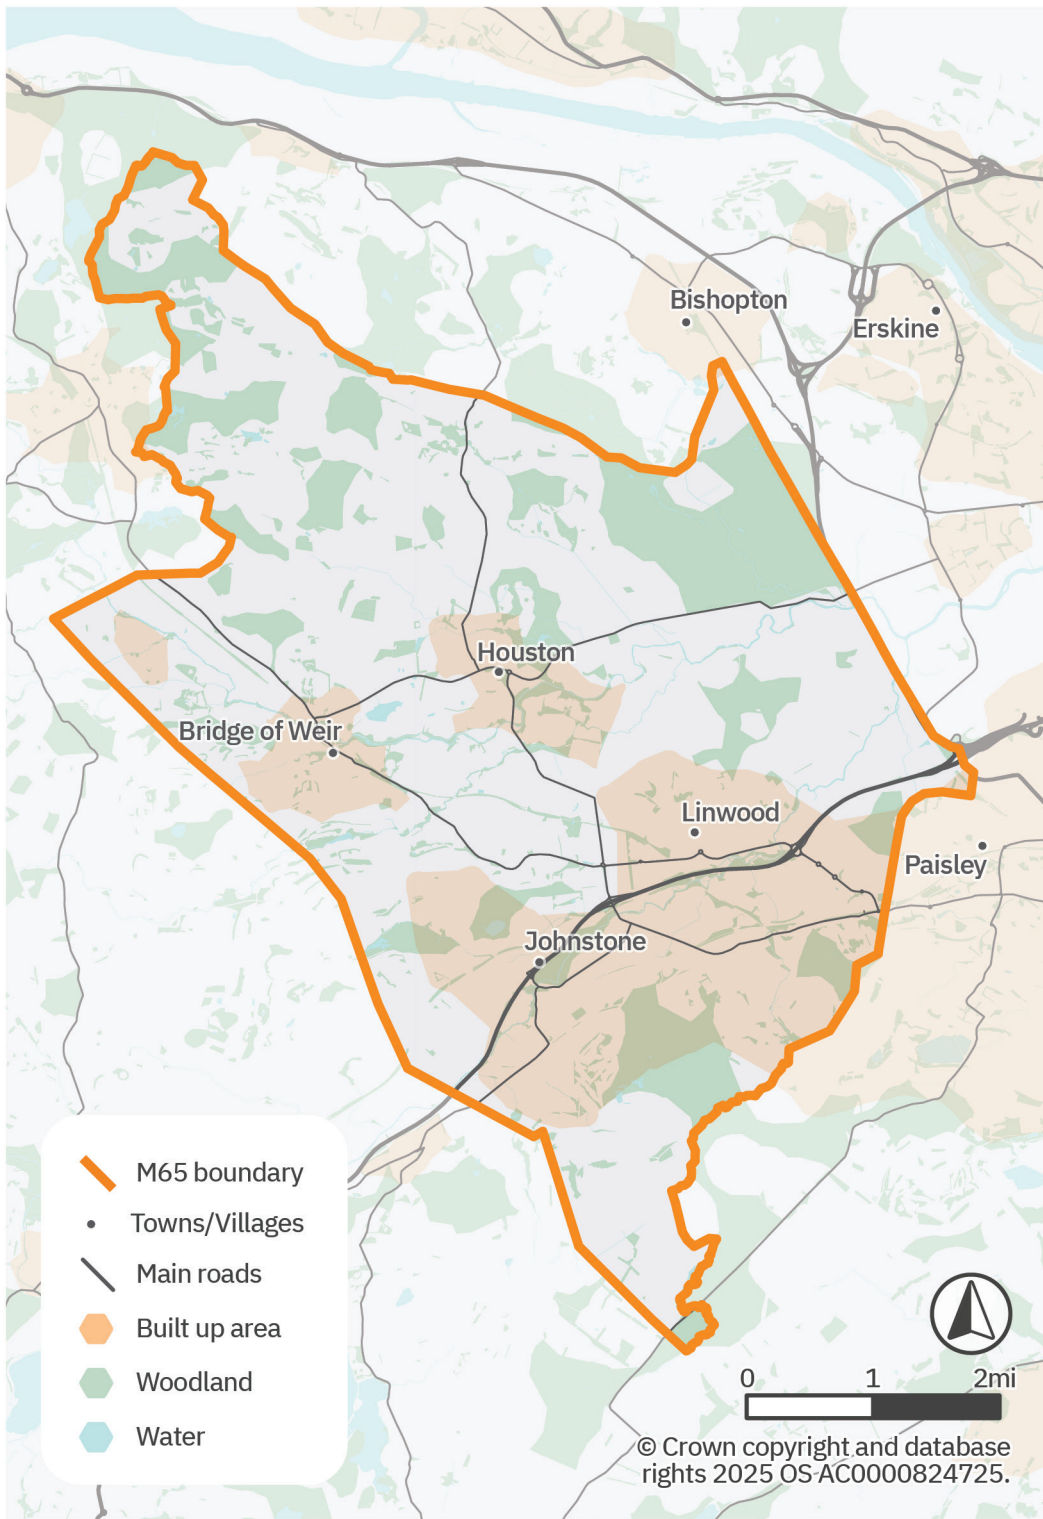 Bishopton
Erskine
Houston
Bridge of Weir
Linwood
Paisley
Johnstone
M65 boundary
Towns/Villages
Main roads
Built up area
Woodland
Water
0 1 2mi
© Crown copyright and database
rights 2025 OS AC0000824725.